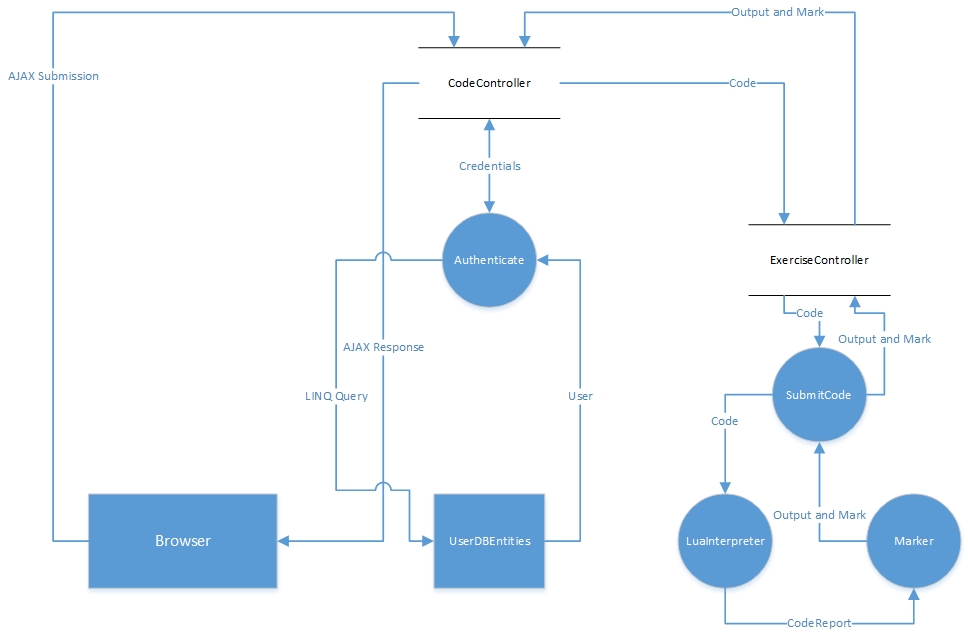 Output and Mark
AJAX Submission
CodeController
Code
Credentials
Authenticate
ExerciseController
Code
Output and Mark
AJAX Response
LINQ Query
User
SubmitCode
Code
Output and Mark
Browser
UserDBEntities
LuaInterpreter
Marker
CodeReport